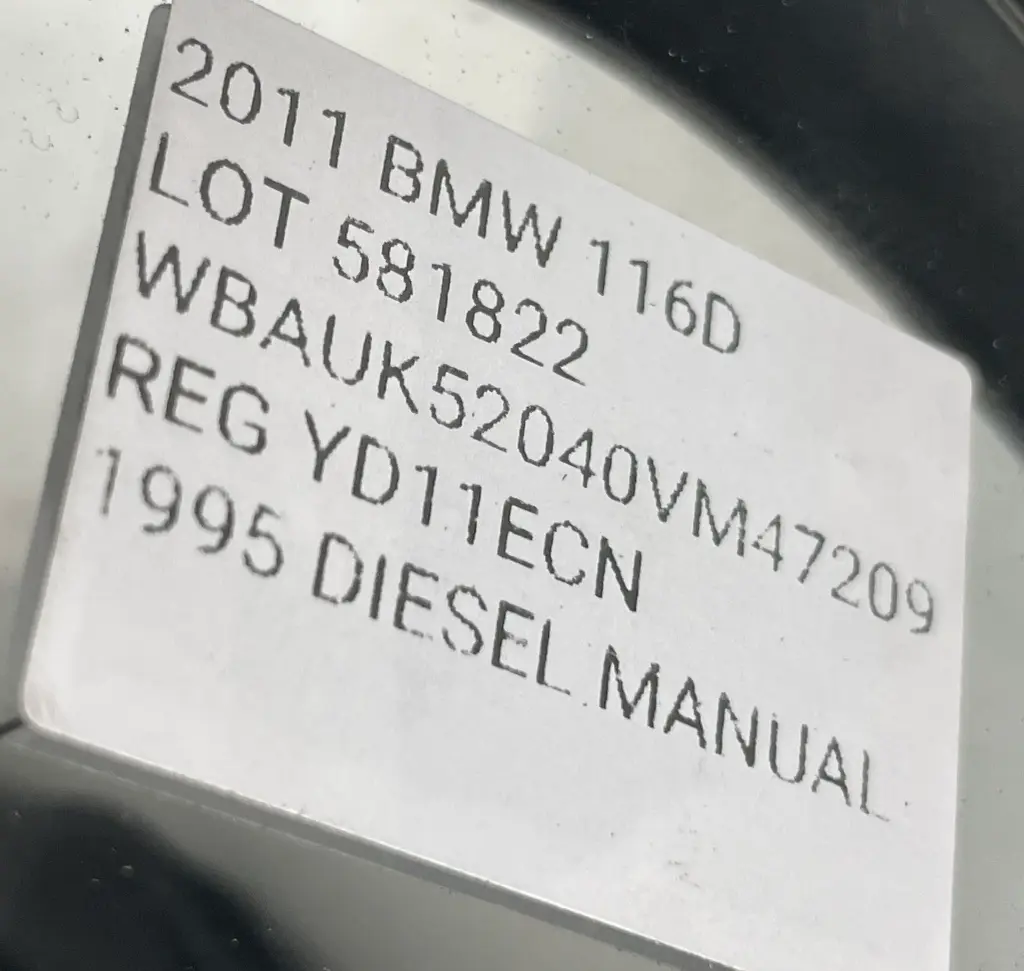 2011 BMW 116D
LOT 581822
WBAUK52040VM47209
REG YD11ECN
1995 DIESEL MANUAL